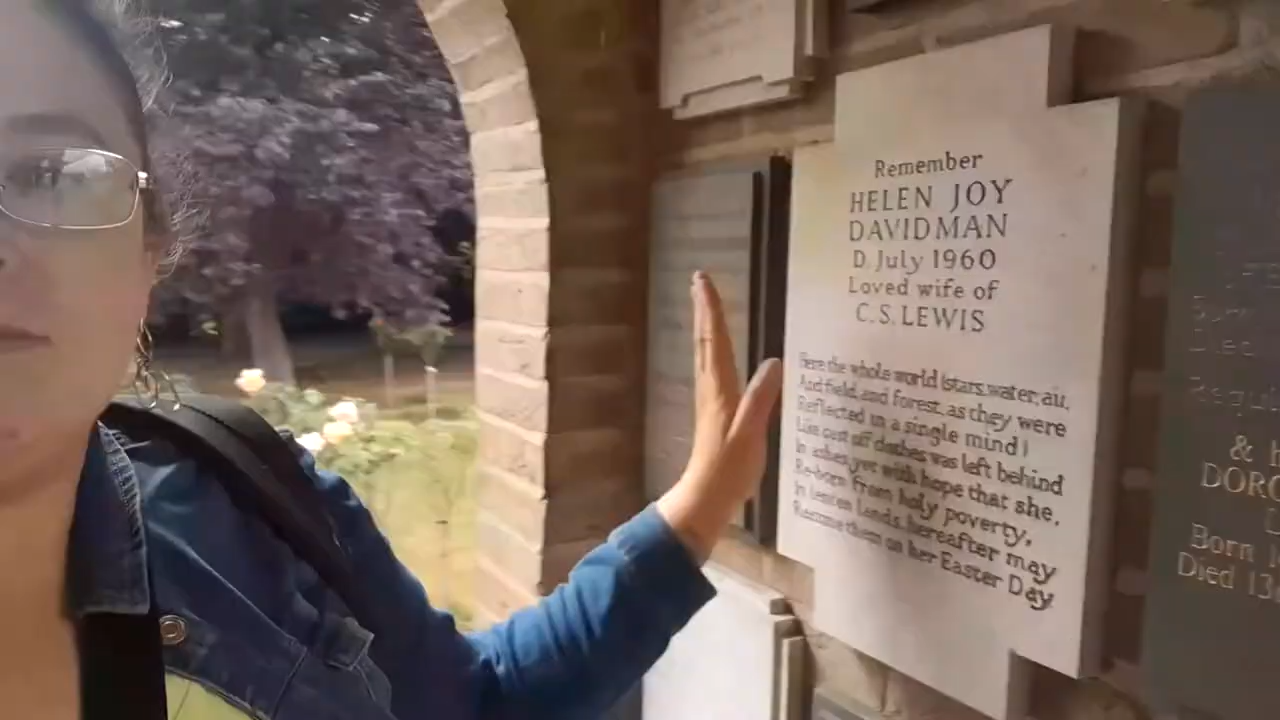 Remember
HELEN JOY
DAVIDMAN
D. July 1960
Loved wife of
C.S. LEWIS
Here the whole world (stars, water, air,
And field, and forest, as they were
Reflected in a single mind)
Like cast off clothes was left behind
In ashes, yet with hope that she,
Re-born from holy poverty,
In lenten lands, hereafter may
Resume them on her Easter Day
&
DORO
Born
Died 13